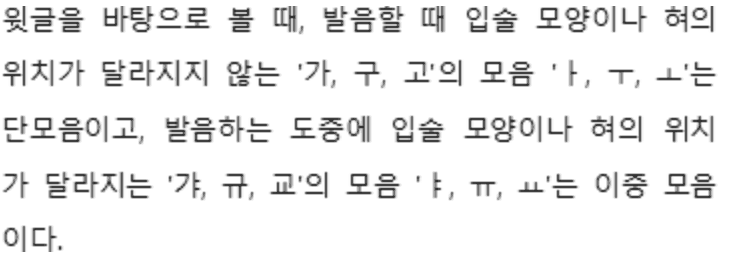 윗글을 바탕으로 볼 때, 발음할 때 입술 모양이나 혀의
위치가 달라지지 않는 '가, 구, 고'의 모음 'ㅏ, ㅜ, ㅗ'는
단모음이고, 발음하는 도중에 입술 모양이나 혀의 위치
가 달라지는 '갸, 규, 교'의 모음 'ㅑ, ㅠ, ㅛ'는 이중 모음
이다.